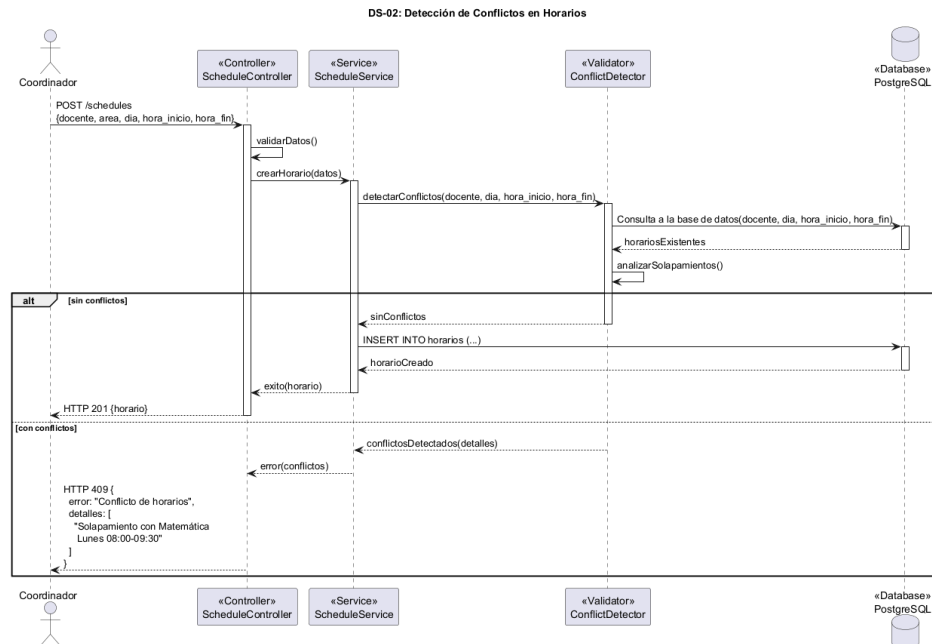 DS-02: Detección de Conflictos en Horarios
Coordinador
«Controller»
ScheduleController
«Service»
ScheduleService
«Validator»
ConflictDetector
«Database»
PostgreSQL
POST /schedules
{docente, area, dia, hora_inicio, hora_fin}
validarDatos()
crearHorario(datos)
detectarConflictos(docente, dia, hora_inicio, hora_fin)
Consulta a la base de datos(docente, dia, hora_inicio, hora_fin)
horariosExistentes
analizarSolapamientos()
alt
[sin conflictos]
sinConflictos
INSERT INTO horarios (...)
horarioCreado
exito(horario)
HTTP 201 {horario}
[con conflictos]
conflictosDetectados(detalles)
error(conflictos)
HTTP 409 {
error: "Conflicto de horarios",
detalles: [
"Solapamiento con Matemática
Lunes 08:00-09:30"
]
}
Coordinador
«Controller»
ScheduleController
«Service»
ScheduleService
«Validator»
ConflictDetector
«Database»
PostgreSQL